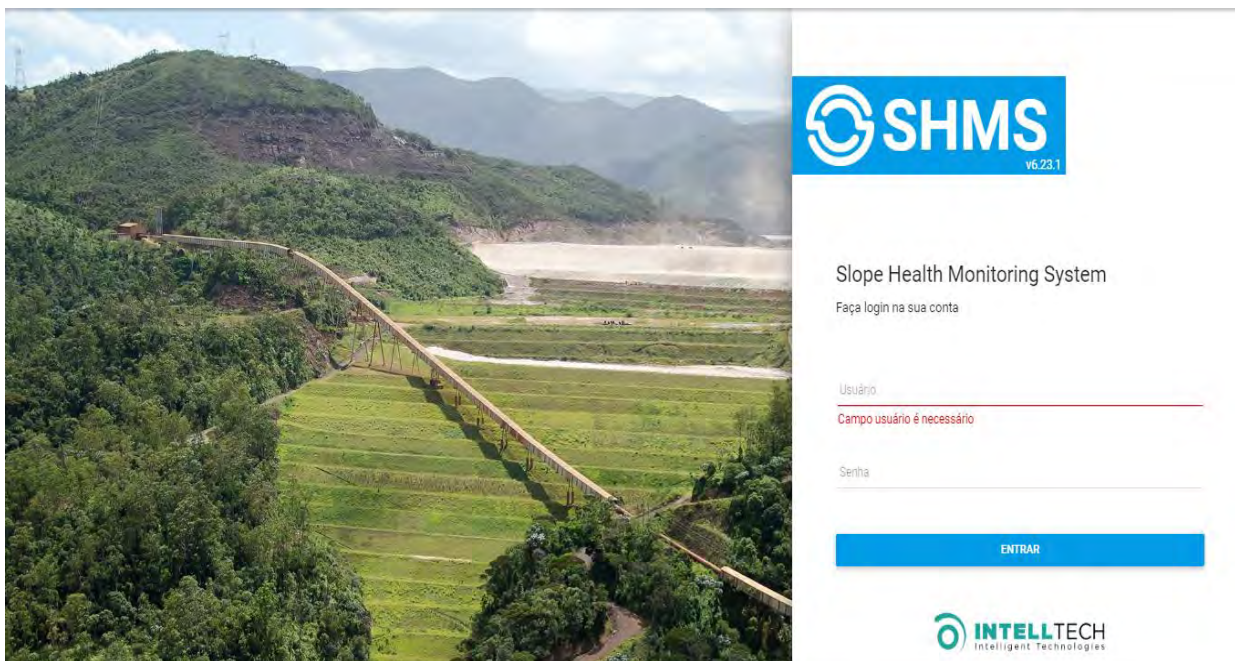 SHMS
v6.23.1
Slope Health Monitoring System
Faça login na sua conta
Usuário
Campo usuário é necessário
Senha
ENTRAR
INTELLTECH
Intelligent Technologies